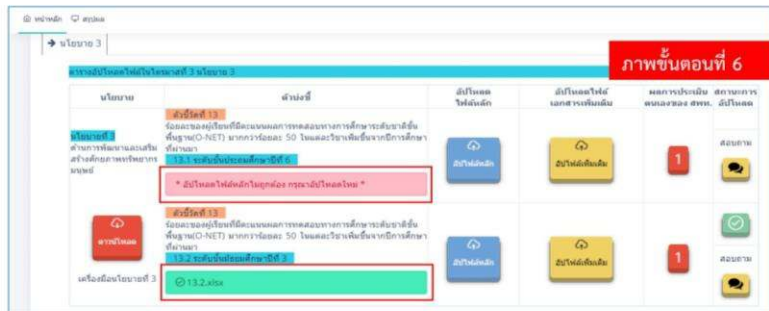 หน้าหลัก สรุปผล
นโยบาย 3
ภาพขั้นตอนที่ 6
ตารางอัปโหลดไฟล์ในไตรมาสที่ 3 นโยบาย 3
นโยบาย ตัวบ่งชี้ อัปโหลด ไฟล์หลัก อัปโหลดไฟล์ เอกสารเพิ่มเติม ผลการประเมิน ตนเองของ สพท. สถานะการ อัปโหลด
นโยบายที่ 3
ด้านการพัฒนาและเสริม
สร้างศักยภาพทรัพยากร
มนุษย์
ตัวชี้วัดที่ 13
ร้อยละของผู้เรียนที่มีคะแนนผลการทดสอบทางการศึกษาระดับชาติขั้น
พื้นฐาน(O-NET) มากกว่าร้อยละ 50 ในแต่ละวิชาเพิ่มขึ้นจากปีการศึกษา
ที่ผ่านมา
13.1 ระดับชั้นประถมศึกษาปีที่ 6
* อัปโหลดไฟล์หลักไม่ถูกต้อง กรุณาอัปโหลดใหม่ *
อัปไฟล์หลัก
อัปไฟล์เพิ่มเติม
1
สอบถาม
ดาวน์โหลด
เครื่องมือนโยบายที่ 3
ตัวชี้วัดที่ 13
ร้อยละของผู้เรียนที่มีคะแนนผลการทดสอบทางการศึกษาระดับชาติขั้น
พื้นฐาน(O-NET) มากกว่าร้อยละ 50 ในแต่ละวิชาเพิ่มขึ้นจากปีการศึกษา
ที่ผ่านมา
13.2 ระดับชั้นมัธยมศึกษาปีที่ 3
13.2.xlsx
อัปไฟล์หลัก
อัปไฟล์เพิ่มเติม
1
สอบถาม